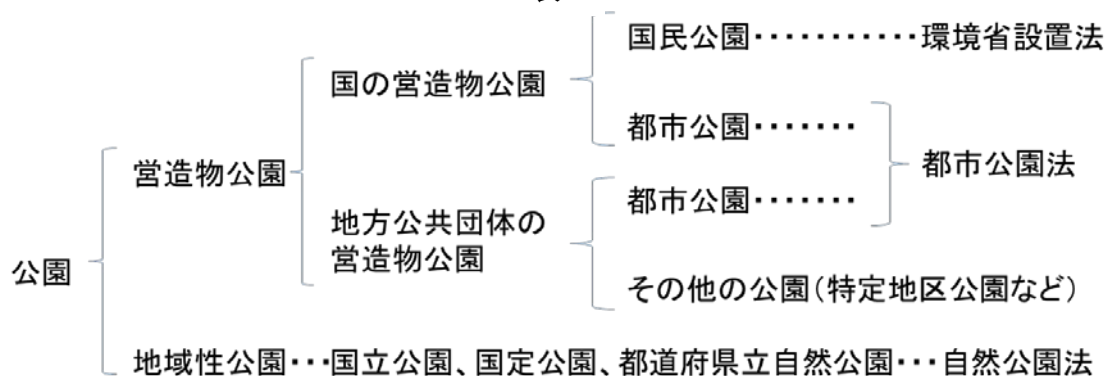 国民公園・・・・・・・・・・・環境省設置法
国の営造物公園
都市公園・・・・・・・
営造物公園
都市公園法
都市公園・・・・・・・
地方公共団体の
営造物公園
公園
その他の公園（特定地区公園など）
地域性公園・・・国立公園、国定公園、都道府県立自然公園・・・自然公園法